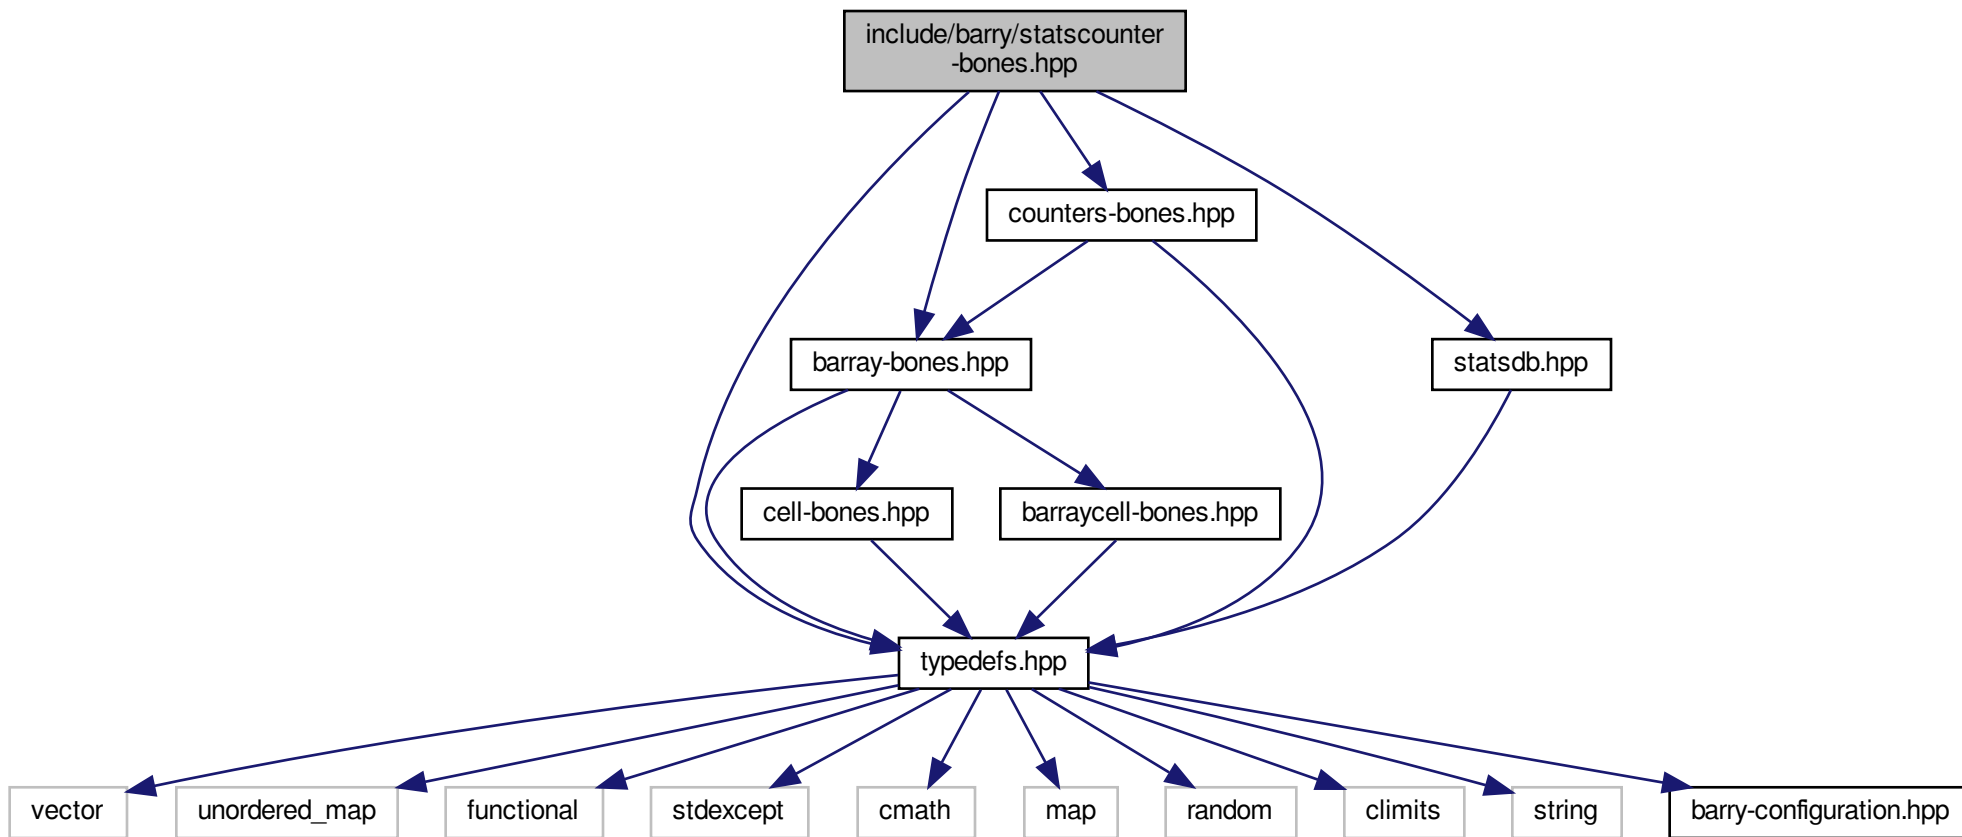 include/barry/statscounter
-bones.hpp
counters-bones.hpp
barray-bones.hpp
statsdb.hpp
cell-bones.hpp
barraycell-bones.hpp
typedefs.hpp
vector
unordered_map
functional
stdexcept
cmath
map
random
climits
string
barry-configuration.hpp